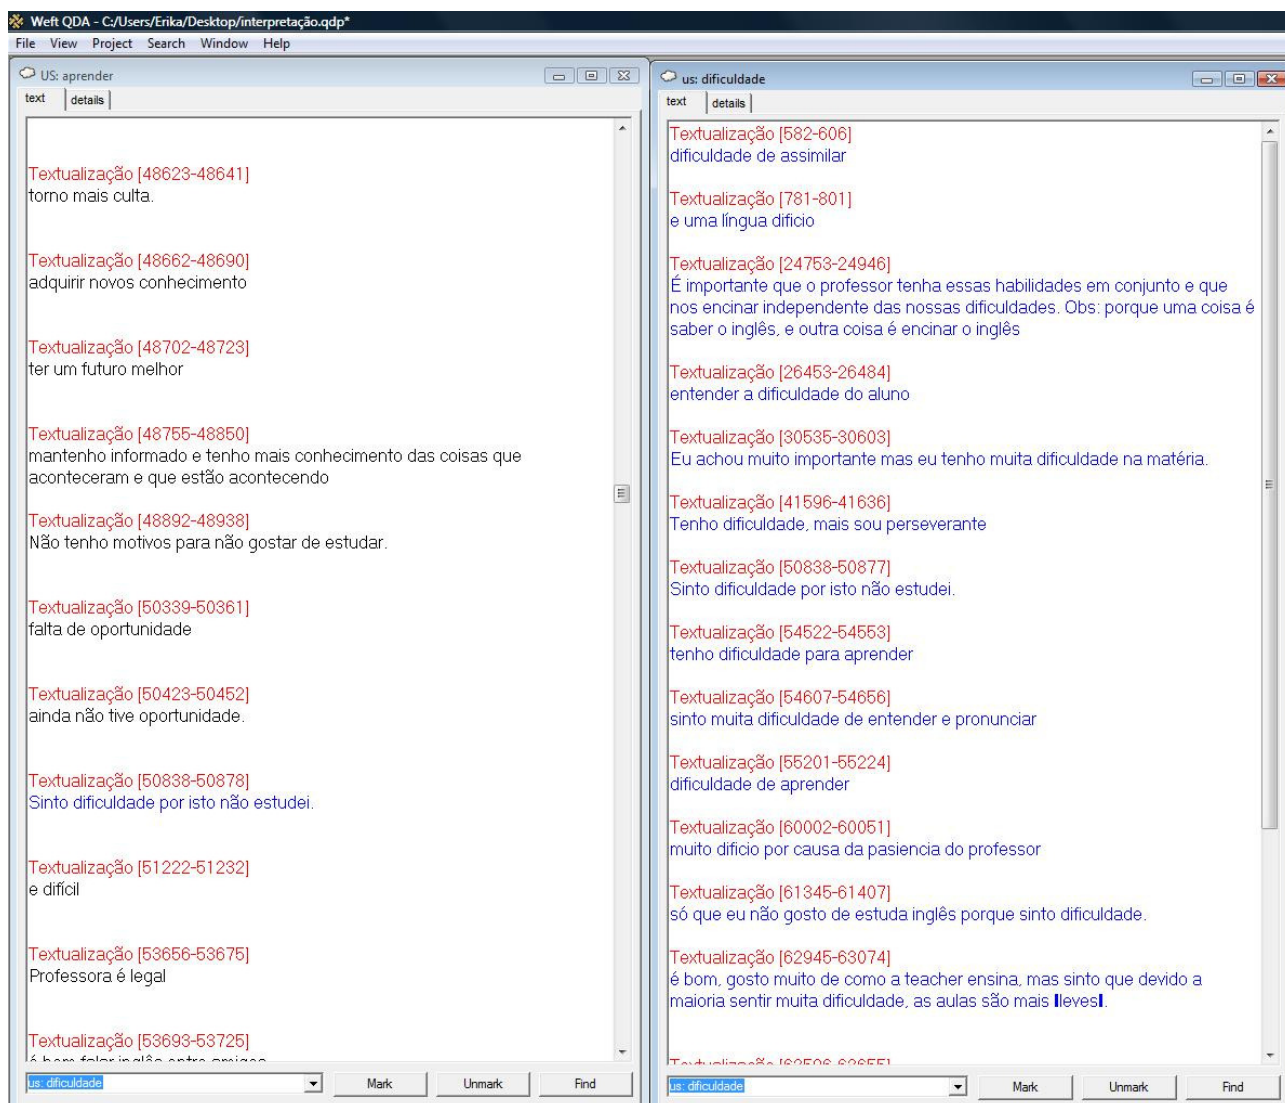 Weft QDA - C:/Users/Erika/Desktop/interpretação.qdp*
File View Project Search Window Help
US: aprender
text details
Textualização [48623-48641]
torno mais culta.
Textualização [48662-48690]
adquirir novos conhecimento
Textualização [48702-48723]
ter um futuro melhor
Textualização [48755-48850]
mantenho informado e tenho mais conhecimento das coisas que
aconteceram e que estão acontecendo
Textualização [48892-48938]
Não tenho motivos para não gostar de estudar.
Textualização [50339-50361]
falta de oportunidade
Textualização [50423-50452]
ainda não tive oportunidade.
Textualização [50838-50878]
Sinto dificuldade por isto não estudei.
Textualização [51222-51232]
e difícil
Textualização [53656-53675]
Professora é legal
Textualização [53693-53725]
é bom falar inglês entre amigos
us: dificuldade Mark Unmark Find
us: dificuldade
text details
Textualização [582-606]
dificuldade de assimilar
Textualização [781-801]
e uma língua dificio
Textualização [24753-24946]
É importante que o professor tenha essas habilidades em conjunto e que
nos encinar independente das nossas dificuldades. Obs: porque uma coisa é
saber o inglês, e outra coisa é encinar o inglês
Textualização [26453-26484]
entender a dificuldade do aluno
Textualização [30535-30603]
Eu achou muito importante mas eu tenho muita dificuldade na matéria.
Textualização [41596-41636]
Tenho dificuldade, mais sou perseverante
Textualização [50838-50877]
Sinto dificuldade por isto não estudei.
Textualização [54522-54553]
tenho dificuldade para aprender
Textualização [54607-54656]
sinto muita dificuldade de entender e pronunciar
Textualização [55201-55224]
dificuldade de aprender
Textualização [60002-60051]
muito dificio por causa da pasiencia do professor
Textualização [61345-61407]
só que eu não gosto de estuda inglês porque sinto dificuldade.
Textualização [62945-63074]
é bom, gosto muito de como a teacher ensina, mas sinto que devido a
maioria sentir muita dificuldade, as aulas são mais leves.
Textualização
us: dificuldade Mark Unmark Find